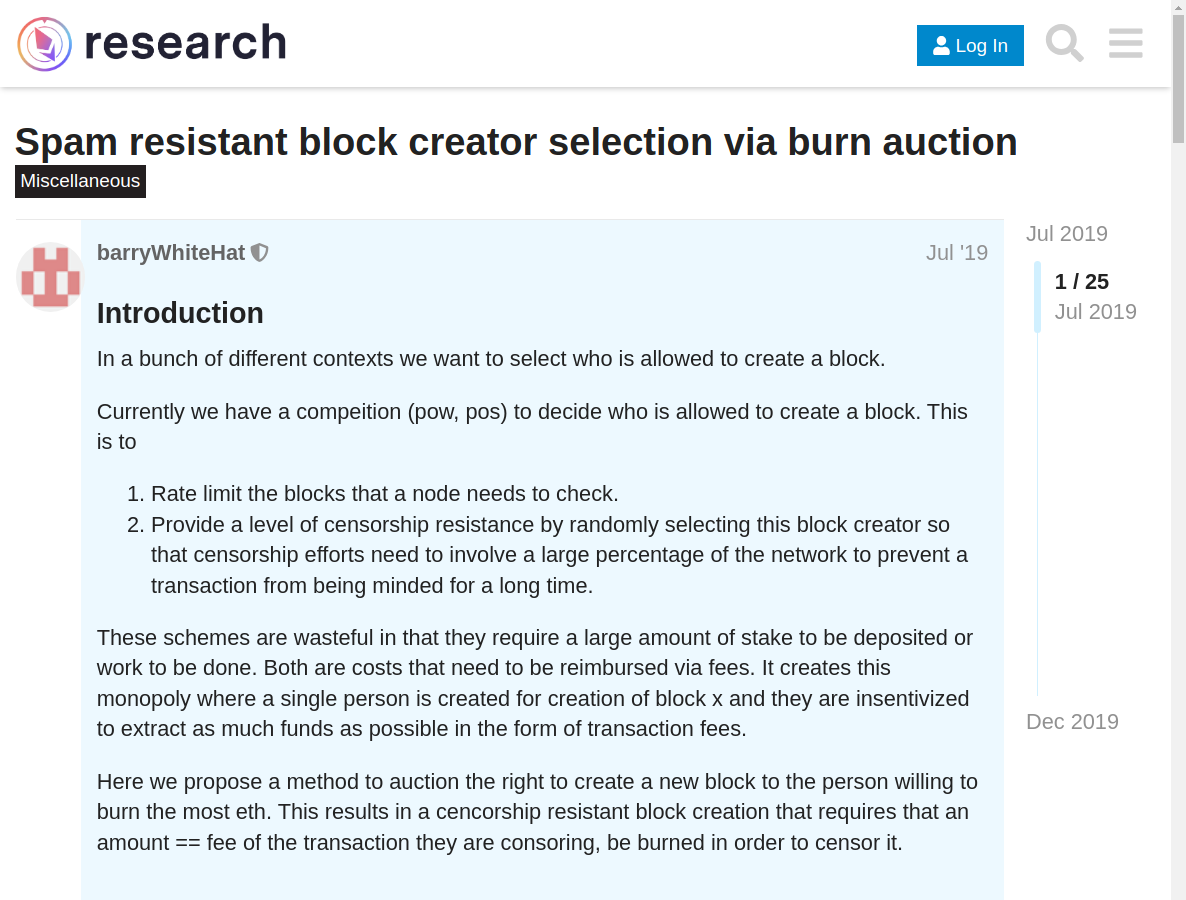 research
Log In
Spam resistant block creator selection via burn auction
Miscellaneous
barryWhiteHat
Jul '19
Jul 2019
1 / 25
Jul 2019
Dec 2019
Introduction
In a bunch of different contexts we want to select who is allowed to create a block.
Currently we have a compeition (pow, pos) to decide who is allowed to create a block. This
is to
1. Rate limit the blocks that a node needs to check.
2. Provide a level of censorship resistance by randomly selecting this block creator so
that censorship efforts need to involve a large percentage of the network to prevent a
transaction from being minded for a long time.
These schemes are wasteful in that they require a large amount of stake to be deposited or
work to be done. Both are costs that need to be reimbursed via fees. It creates this
monopoly where a single person is created for creation of block x and they are insentivized
to extract as much funds as possible in the form of transaction fees.
Here we propose a method to auction the right to create a new block to the person willing to
burn the most eth. This results in a cencorship resistant block creation that requires that an
amount == fee of the transaction they are consoring, be burned in order to censor it.